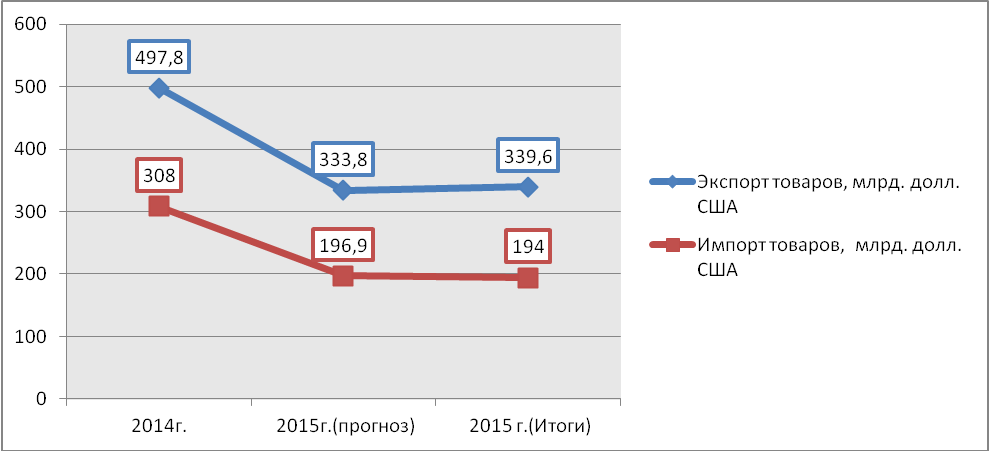 600
500
400
300
200
100
0
497,8
333,8
339,6
308
196,9
194
2014г.
2015г.(прогноз)
2015 г.(Итоги)
Экспорт товаров, млрд. долл.
США
Импорт товаров, млрд. долл.
США